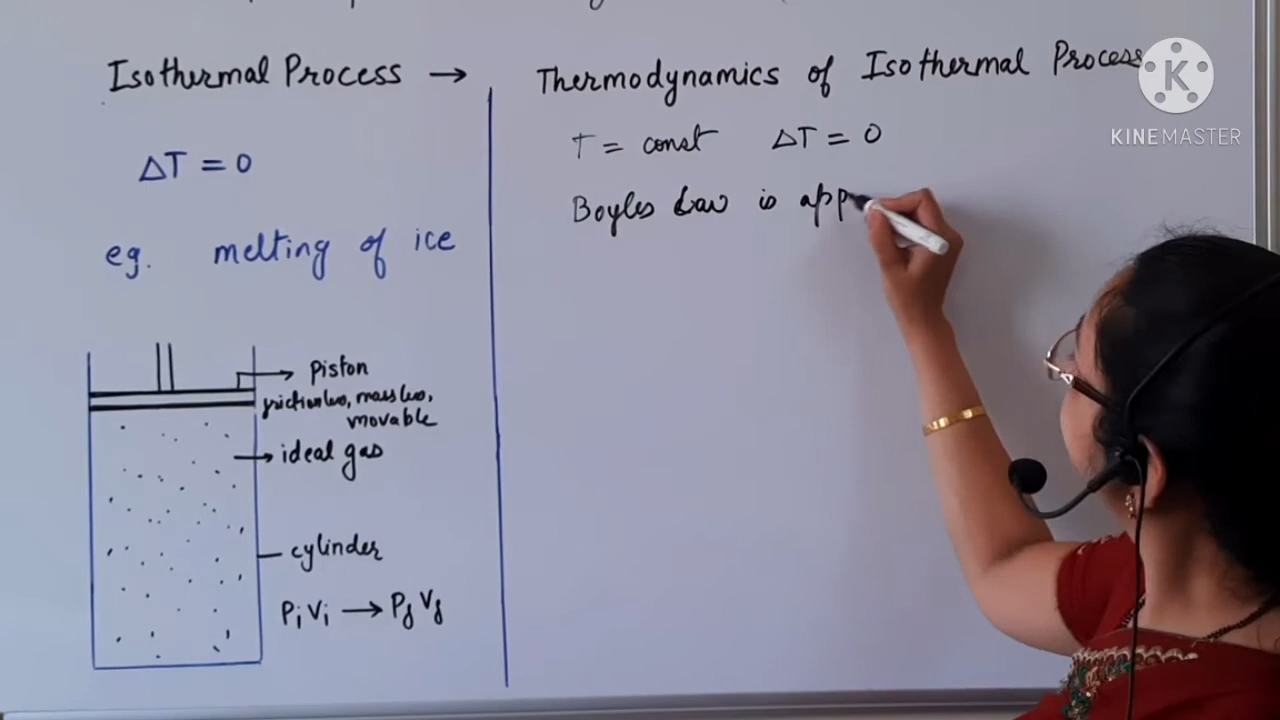 Isothermal Process →
ΔT = 0
eg. melting of ice
Piston
frictionless, massless,
movable
ideal gas
cylinder
PiVi → PfVf
Thermodynamics of Isothermal Process
T = const ΔT = 0
Boyles Law is app
K
KINEMASTER